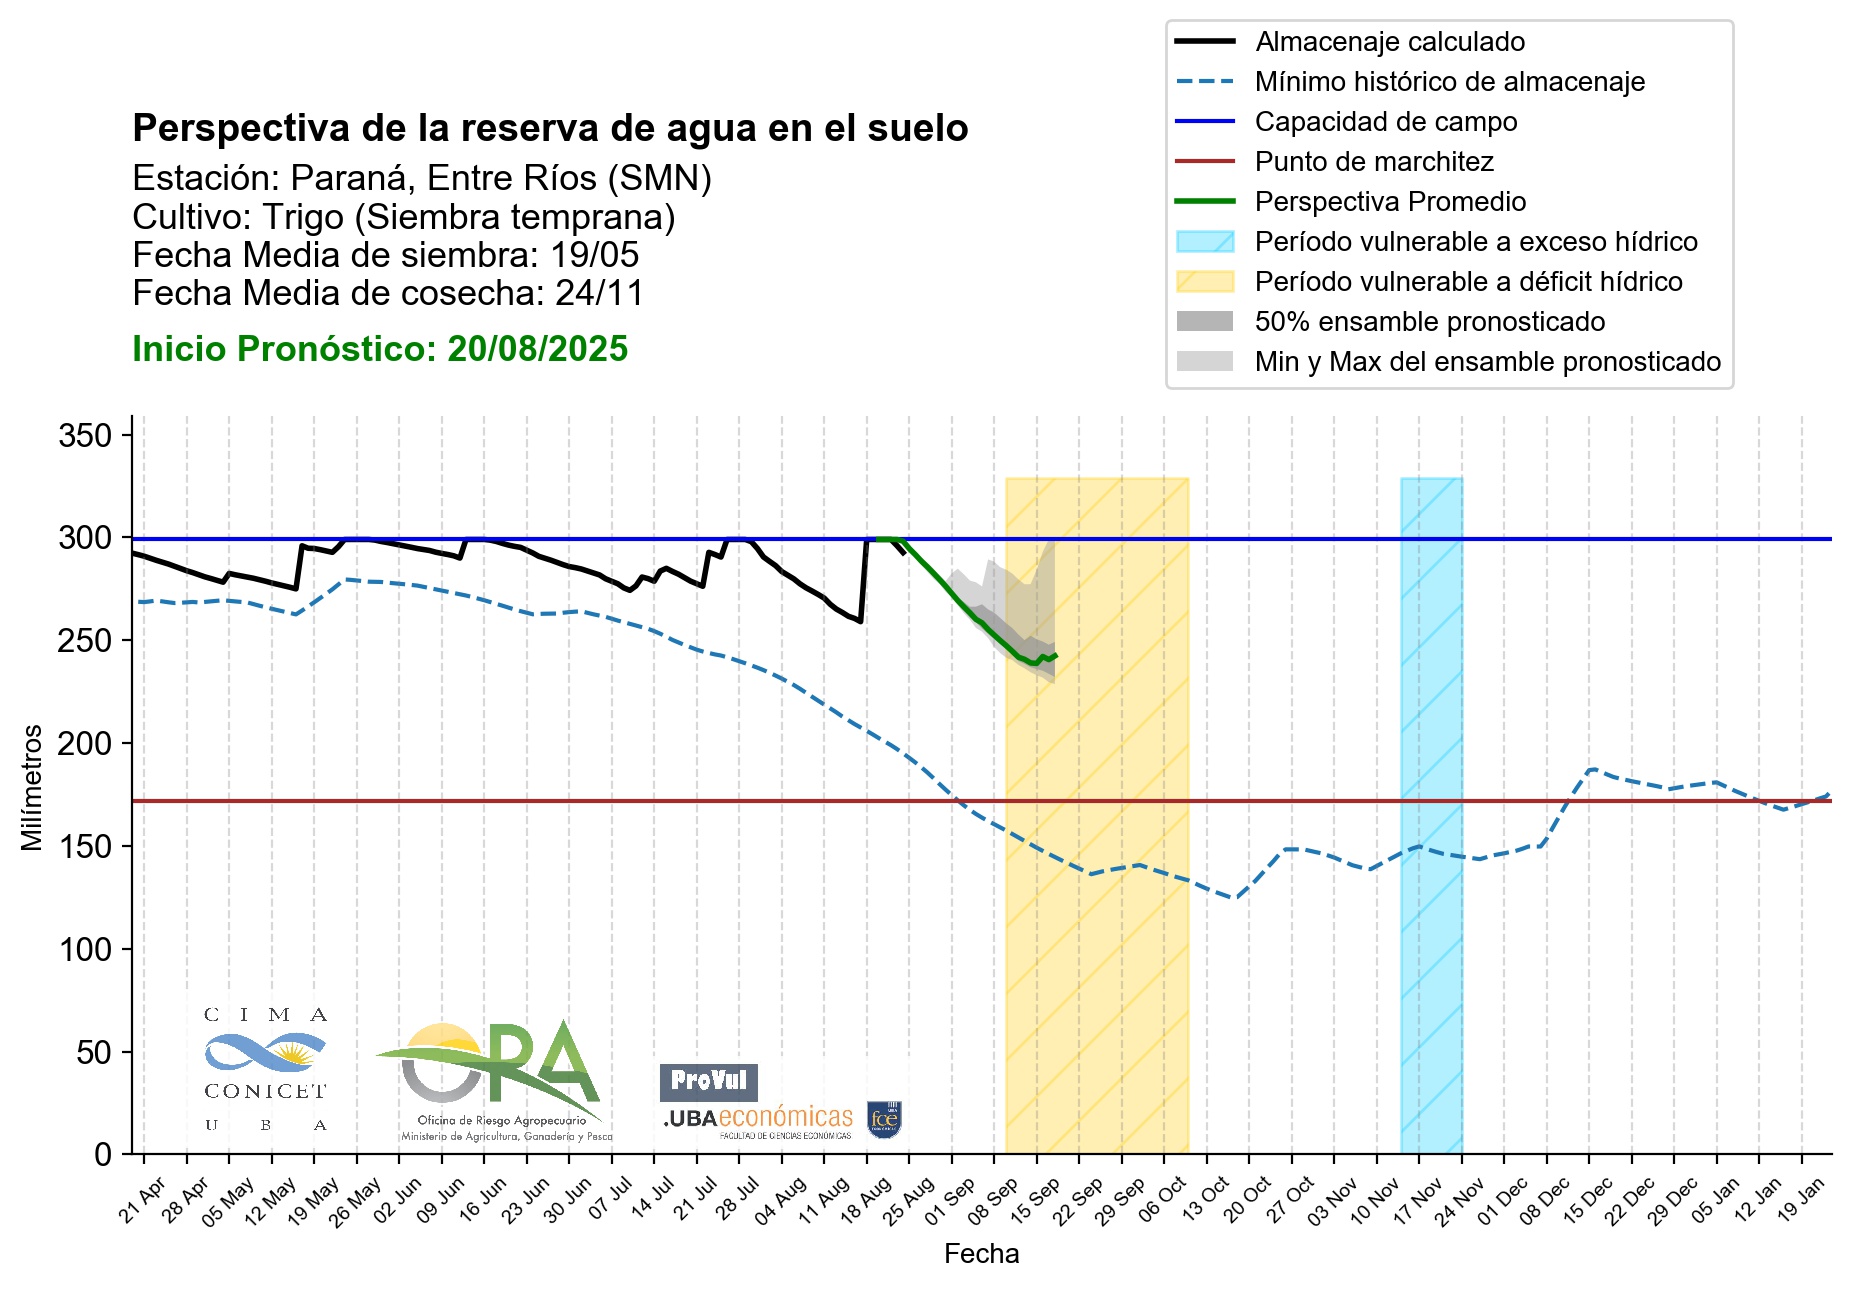 Almacenaje calculado
Mínimo histórico de almacenaje
Capacidad de campo
Punto de marchitez
Perspectiva Promedio
Período vulnerable a exceso hídrico
Período vulnerable a déficit hídrico
50% ensamble pronosticado
Min y Max del ensamble pronosticado
Perspectiva de la reserva de agua en el suelo
Estación: Paraná, Entre Ríos (SMN)
Cultivo: Trigo (Siembra temprana)
Fecha Media de siembra: 19/05
Fecha Media de cosecha: 24/11
Inicio Pronóstico: 20/08/2025
350
300
250
200
150
100
50
0
Milímetros
CIMA
CONICET
UBA
ORA
Oficina de Riesgo Agropecuario
Ministerio de Agricultura, Ganadería y Pesca
ProVul
.UBAeconómicas
FACULTAD DE CIENCIAS ECONÓMICAS
fce
21 Apr
28 Apr
05 May
12 May
19 May
26 May
02 Jun
09 Jun
16 Jun
23 Jun
30 Jun
07 Jul
14 Jul
21 Jul
28 Jul
04 Aug
11 Aug
18 Aug
25 Aug
01 Sep
08 Sep
15 Sep
22 Sep
29 Sep
06 Oct
13 Oct
20 Oct
27 Oct
03 Nov
10 Nov
17 Nov
24 Nov
01 Dec
08 Dec
15 Dec
22 Dec
29 Dec
05 Jan
12 Jan
19 Jan
Fecha